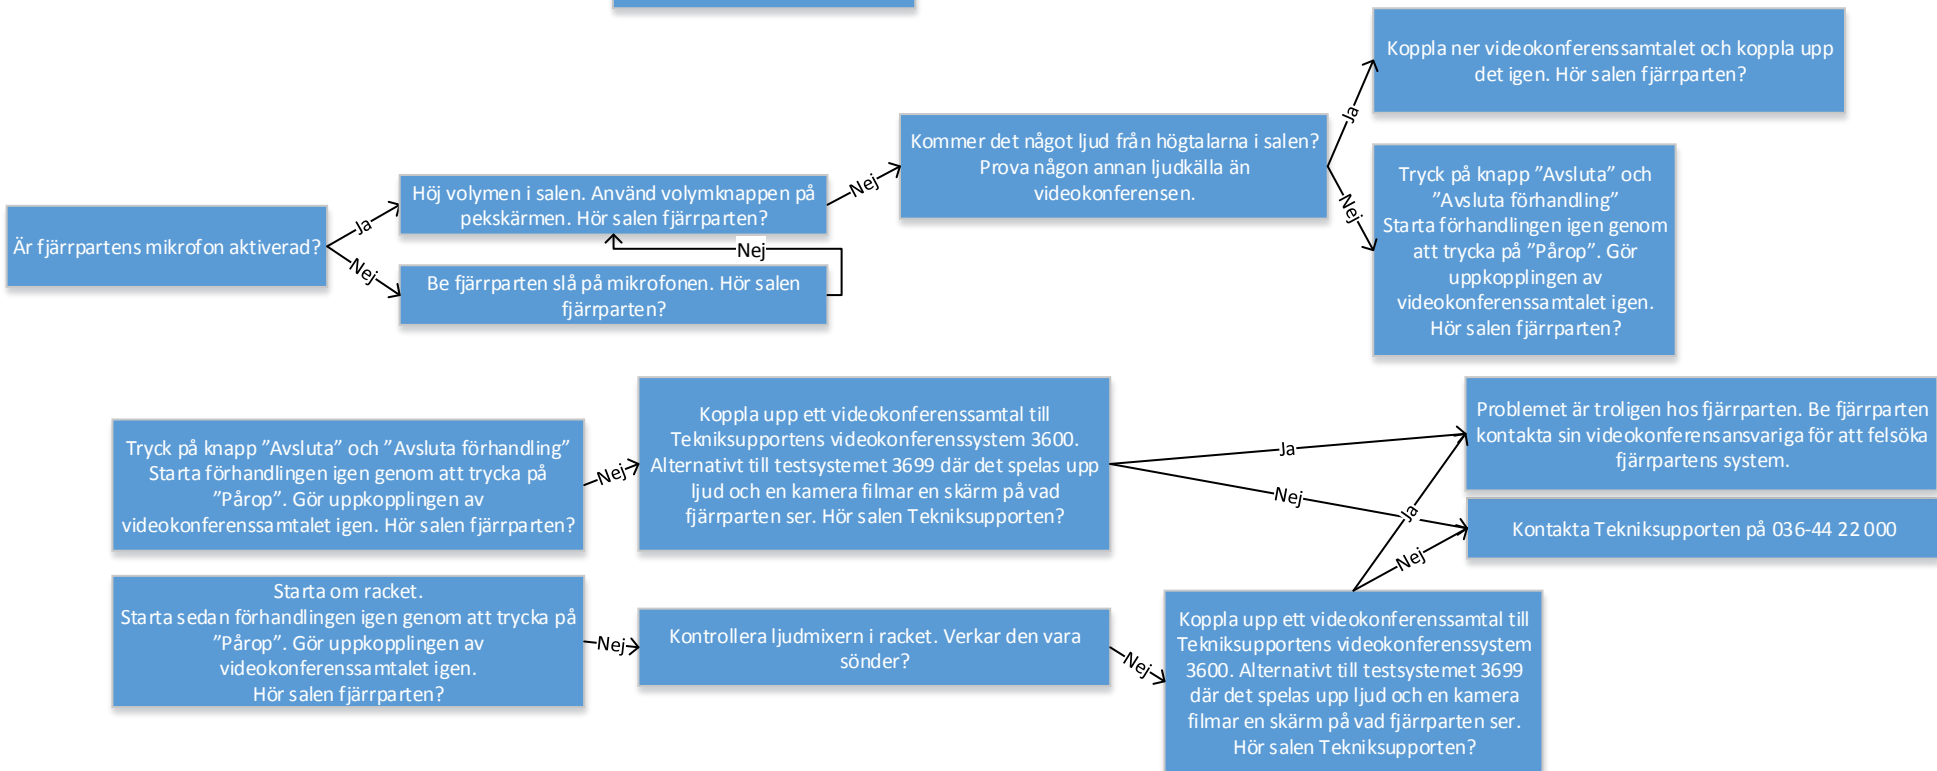 Är fjärrpartens mikrofon aktiverad?
Ja
Nej
Höj volymen i salen. Använd volymknappen på
pekskärmen. Hör salen fjärrparten?
Nej
Be fjärrparten slå på mikrofonen. Hör salen
fjärrparten?
Nej
Kommer det något ljud från högtalarna i salen?
Prova någon annan ljudkälla än
videokonferensen.
Ja
Nej
Koppla ner videokonferenssamtalet och koppla upp
det igen. Hör salen fjärrparten?
Tryck på knapp ”Avsluta” och
”Avsluta förhandling”
Starta förhandlingen igen genom
att trycka på ”Pårop”. Gör
uppkopplingen av
videokonferenssamtalet igen.
Hör salen fjärrparten?
Tryck på knapp ”Avsluta” och ”Avsluta förhandling”
Starta förhandlingen igen genom att trycka på
”Pårop”. Gör uppkopplingen av
videokonferenssamtalet igen. Hör salen fjärrparten?
Nej
Koppla upp ett videokonferenssamtal till
Tekniksupportens videokonferenssystem 3600.
Alternativt till testsystemet 3699 där det spelas upp
ljud och en kamera filmar en skärm på vad
fjärrparten ser. Hör salen Tekniksupporten?
Ja
Nej
Problemet är troligen hos fjärrparten. Be fjärrparten
kontakta sin videokonferensansvariga för att felsöka
fjärrpartens system.
Kontakta Tekniksupporten på 036-44 22 000
Starta om racket.
Starta sedan förhandlingen igen genom att trycka på
”Pårop”. Gör uppkopplingen av
videokonferenssamtalet igen.
Hör salen fjärrparten?
Nej
Kontrollera ljudmixern i racket. Verkar den vara
sönder?
Nej
Koppla upp ett videokonferenssamtal till
Tekniksupportens videokonferenssystem
3600. Alternativt till testsystemet 3699
där det spelas upp ljud och en kamera
filmar en skärm på vad fjärrparten ser.
Hör salen Tekniksupporten?
Ja
Nej